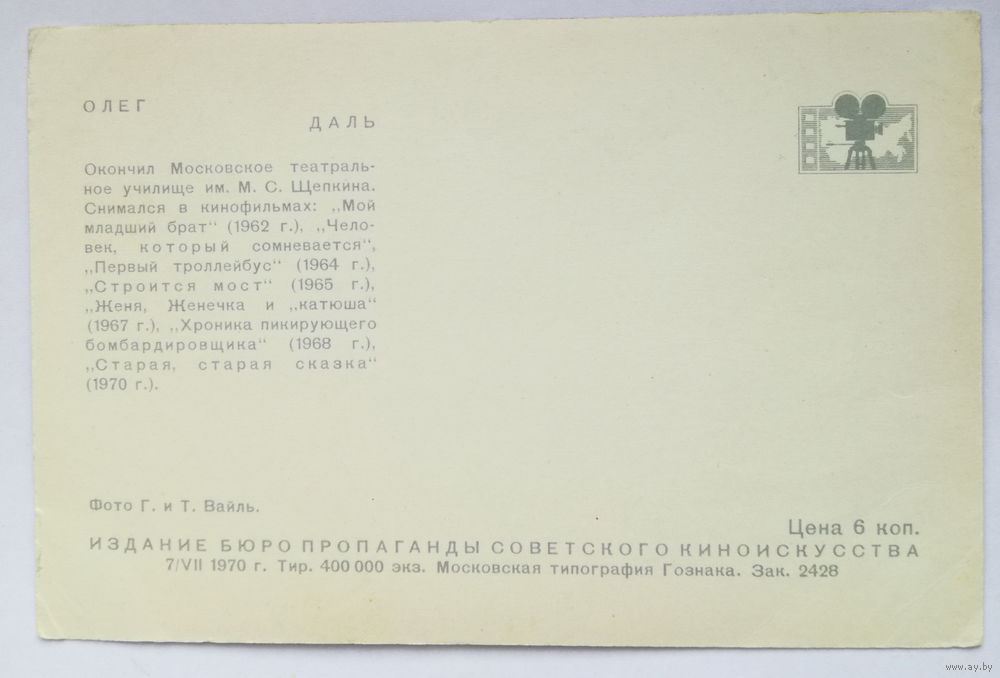 ОЛЕГ
ДАЛЬ
Окончил Московское театраль-
ное училище им. М. С. Щепкина.
Снимался в кинофильмах: „Мой
младший брат“ (1962 г.), „Чело-
век, который сомневается“,
„Первый троллейбус“ (1964 г.),
„Строится мост“ (1965 г.),
„Женя, Женечка и „катюша“
(1967 г.), „Хроника пикирующего
бомбардировщика“ (1968 г.),
„Старая, старая сказка“
(1970 г.).
Фото Г. и Т. Вайль.
Цена 6 коп.
ИЗДАНИЕ БЮРО ПРОПАГАНДЫ СОВЕТСКОГО КИНОИСКУССТВА
7/VII 1970 г. Тир. 400 000 экз. Московская типография Гознака. Зак. 2428
www.ay.by